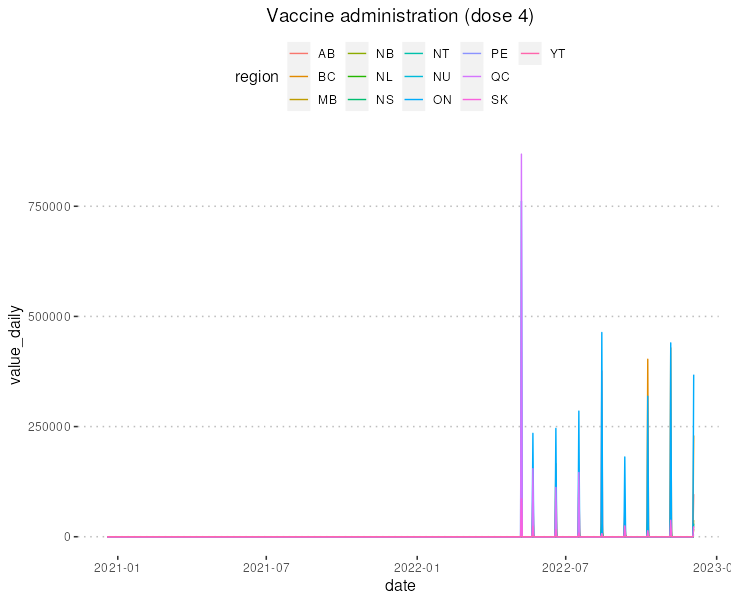 Vaccine administration (dose 4)
region
AB NB NT PE YT
BC NL NU QC
MB NS ON SK
value_daily
750000
500000
250000
0
2021-01 2021-07 2022-01 2022-07 2023-0
date